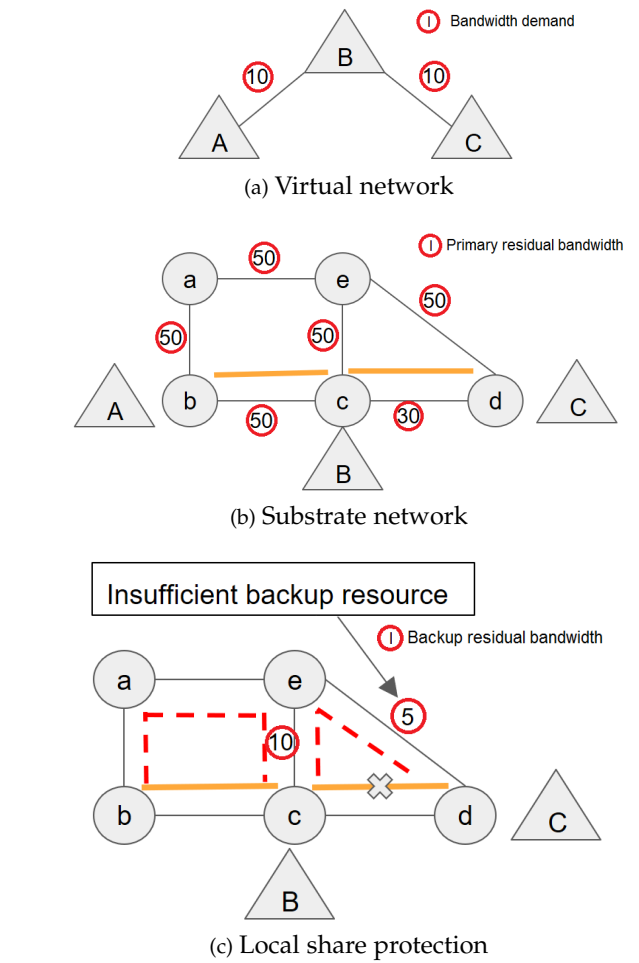 I Bandwidth demand
B
10 10
A C
(a) Virtual network
I Primary residual bandwidth
50
a e
50 50 50
A b c d C
50 30
B
(b) Substrate network
Insufficient backup resource
I Backup residual bandwidth
a e
5
10
b c d C
B
(c) Local share protection